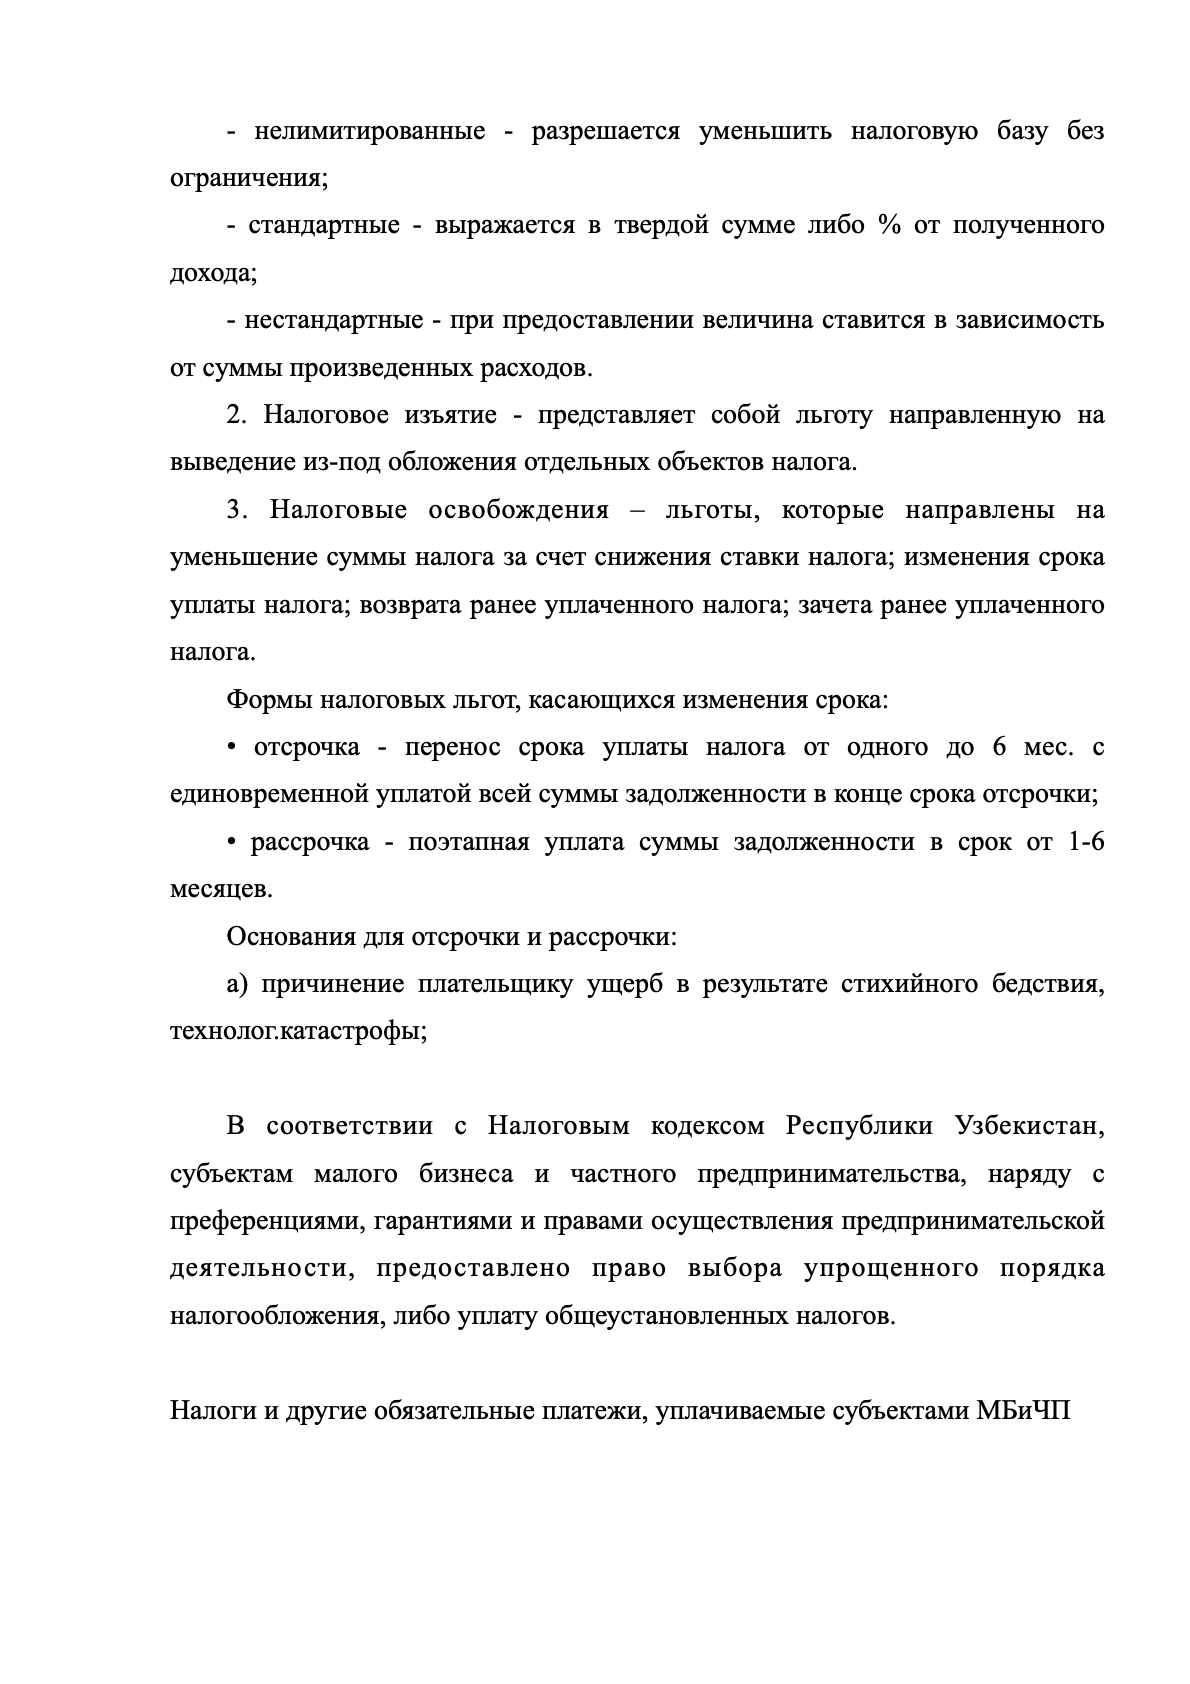 - нелимитированные - разрешается уменьшить налоговую базу без
ограничения;
- стандартные - выражается в твердой сумме либо % от полученного
дохода;
- нестандартные - при предоставлении величина ставится в зависимость
от суммы произведенных расходов.
2. Налоговое изъятие - представляет собой льготу направленную на
выведение из-под обложения отдельных объектов налога.
3. Налоговые освобождения – льготы, которые направлены на
уменьшение суммы налога за счет снижения ставки налога; изменения срока
уплаты налога; возврата ранее уплаченного налога; зачета ранее уплаченного
налога.
Формы налоговых льгот, касающихся изменения срока:
• отсрочка - перенос срока уплаты налога от одного до 6 мес. с
единовременной уплатой всей суммы задолженности в конце срока отсрочки;
• рассрочка - поэтапная уплата суммы задолженности в срок от 1-6
месяцев.
Основания для отсрочки и рассрочки:
а) причинение плательщику ущерб в результате стихийного бедствия,
технолог.катастрофы;
В соответствии с Налоговым кодексом Республики Узбекистан,
субъектам малого бизнеса и частного предпринимательства, наряду с
преференциями, гарантиями и правами осуществления предпринимательской
деятельности, предоставлено право выбора упрощенного порядка
налогообложения, либо уплату общеустановленных налогов.
Налоги и другие обязательные платежи, уплачиваемые субъектами МБиЧП